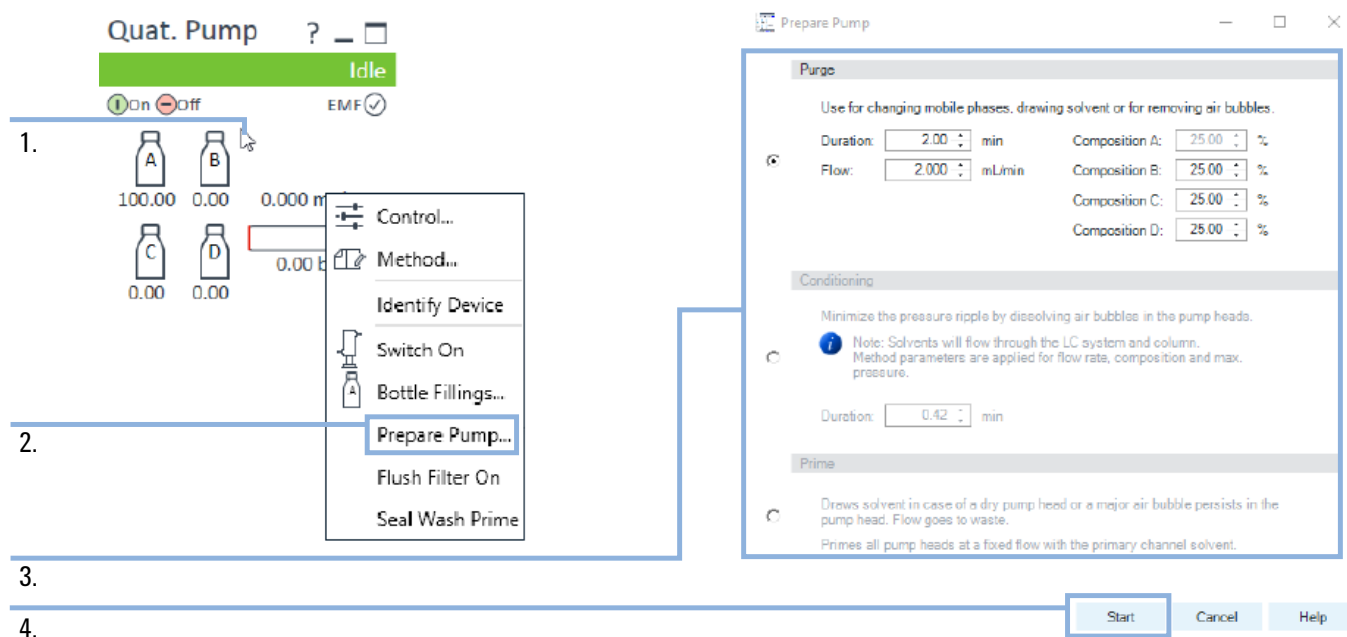 Quat. Pump ?
Idle
On Off EMF
1.
A B
100.00 0.00 0.000
C D
0.00
0.00 0.00
Control...
Method...
Identify Device
Switch On
A
Bottle Fillings...
2.
Prepare Pump...
Flush Filter On
Seal Wash Prime
3.
4.
Prepare Pump
Purge
Use for changing mobile phases, drawing solvent or for removing air bubbles.
Duration: 2.00 min Composition A: 25.00 %
Flow: 2.000 mL/min Composition B: 25.00 %
Composition C: 25.00 %
Composition D: 25.00 %
Conditioning
Minimize the pressure ripple by dissolving air bubbles in the pump heads.
i Note: Solvents will flow through the LC system and column.
Method parameters are applied for flow rate, composition and max.
pressure.
Duration: 0.42 min
Prime
Draws solvent in case of a dry pump head or a major air bubble persists in the
pump head. Flow goes to waste.
Primes all pump heads at a fixed flow with the primary channel solvent.
Start Cancel Help